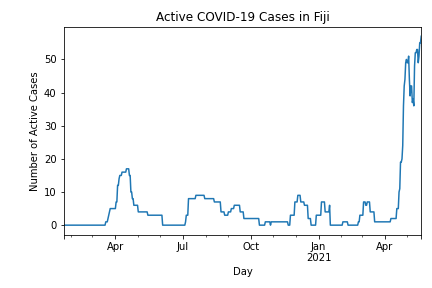 Active COVID-19 Cases in Fiji
Number of Active Cases
50
40
30
20
10
0
Apr
Jul
Oct
Jan
2021
Apr
Day